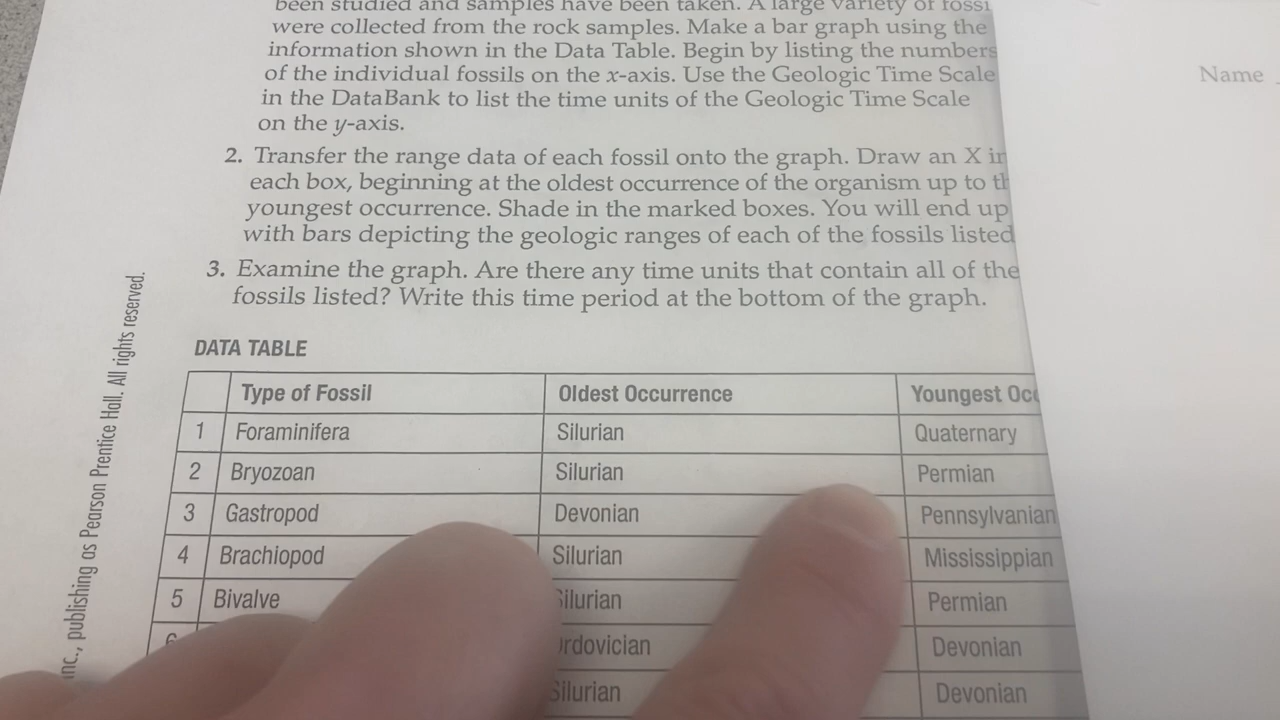 been studied and samples have been taken. A large variety of fossi
were collected from the rock samples. Make a bar graph using the
information shown in the Data Table. Begin by listing the numbers
of the individual fossils on the x-axis. Use the Geologic Time Scale
in the DataBank to list the time units of the Geologic Time Scale
on the y-axis.
2. Transfer the range data of each fossil onto the graph. Draw an X in
each box, beginning at the oldest occurrence of the organism up to th
youngest occurrence. Shade in the marked boxes. You will end up
with bars depicting the geologic ranges of each of the fossils listed
3. Examine the graph. Are there any time units that contain all of the
fossils listed? Write this time period at the bottom of the graph.
DATA TABLE
Type of Fossil Oldest Occurrence Youngest Occ
1 Foraminifera Silurian Quaternary
2 Bryozoan Silurian Permian
3 Gastropod Devonian Pennsylvanian
4 Brachiopod Silurian Mississippian
5 Bivalve Silurian Permian
6 rdovician Devonian
Silurian Devonian
Inc., publishing as Pearson Prentice Hall. All rights reserved.
Name